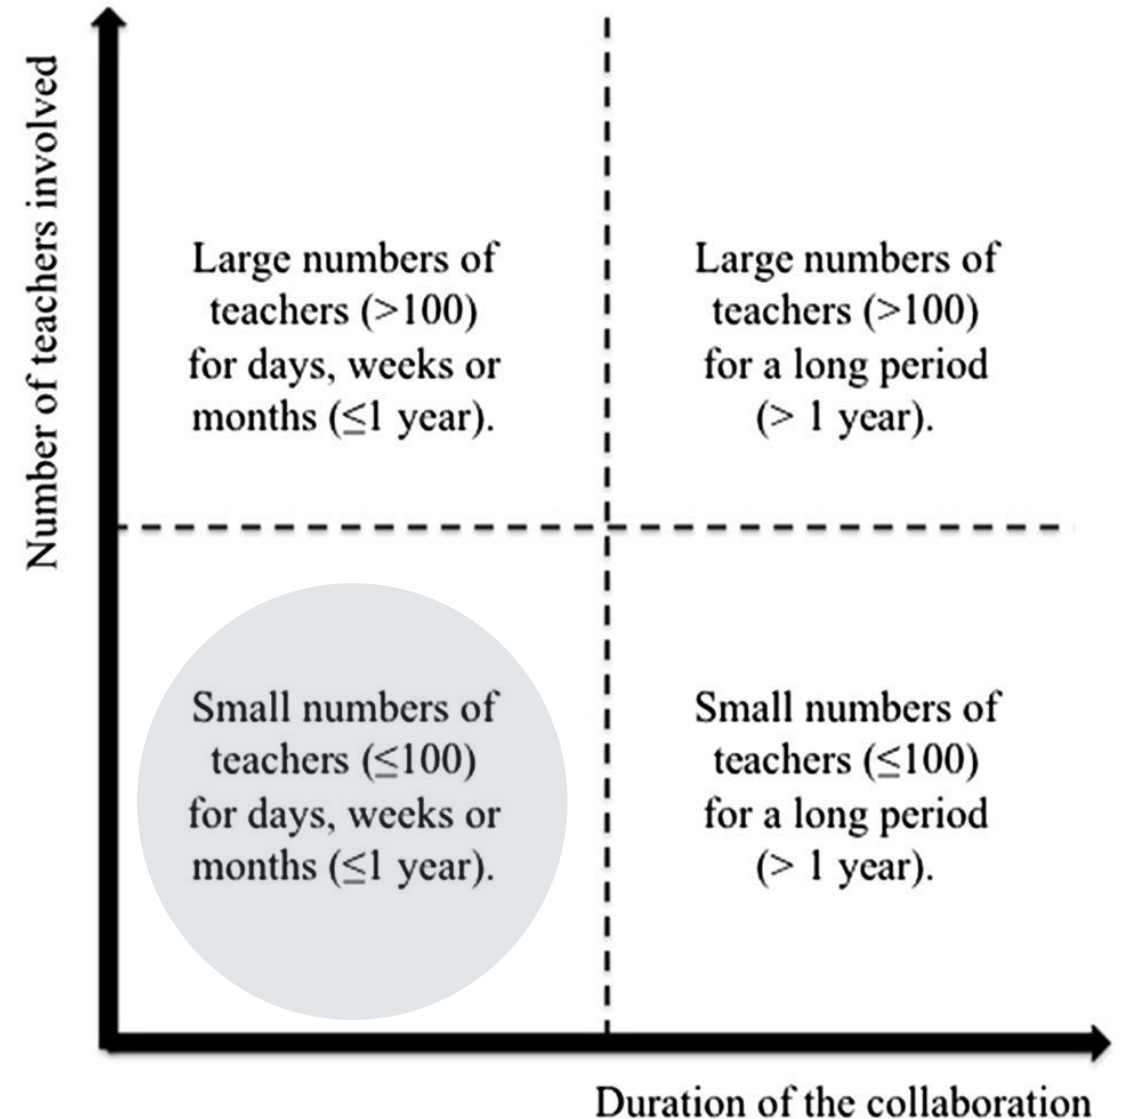 Number of teachers involved
Large numbers of
teachers (>100)
for days, weeks or
months (≤1 year).
Large numbers of
teachers (>100)
for a long period
(> 1 year).
Small numbers of
teachers (≤100)
for days, weeks or
months (≤1 year).
Small numbers of
teachers (≤100)
for a long period
(> 1 year).
Duration of the collaboration